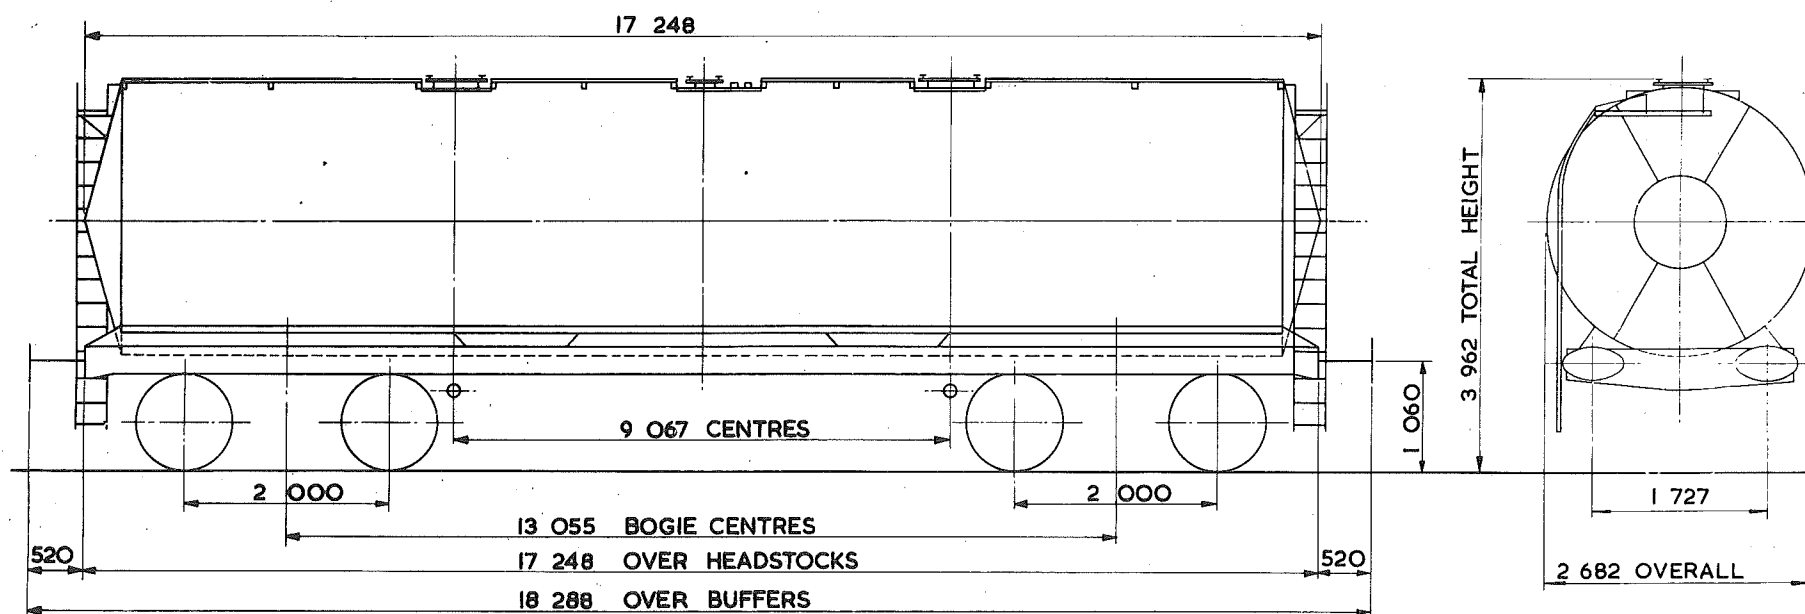 17 248
3 962 TOTAL HEIGHT
1 060
9 067 CENTRES
2 000
2 000
1 727
13 055 BOGIE CENTRES
520
17 248 OVER HEADSTOCKS
520
2 682 OVERALL
18 288 OVER BUFFERS